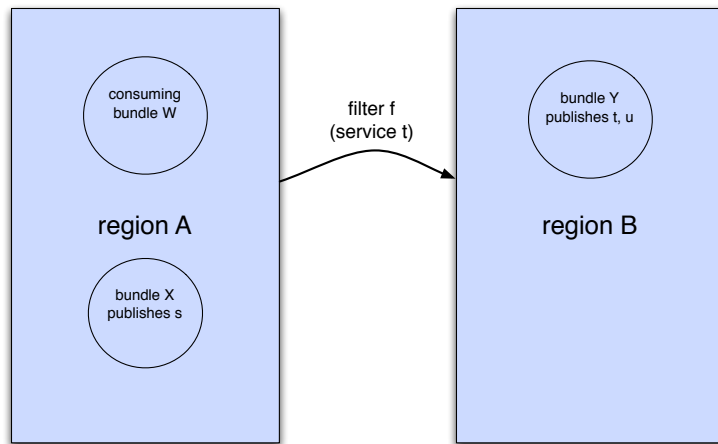 consuming
bundle W
region A
bundle X
publishes s
filter f
(service t)
bundle Y
publishes t, u
region B